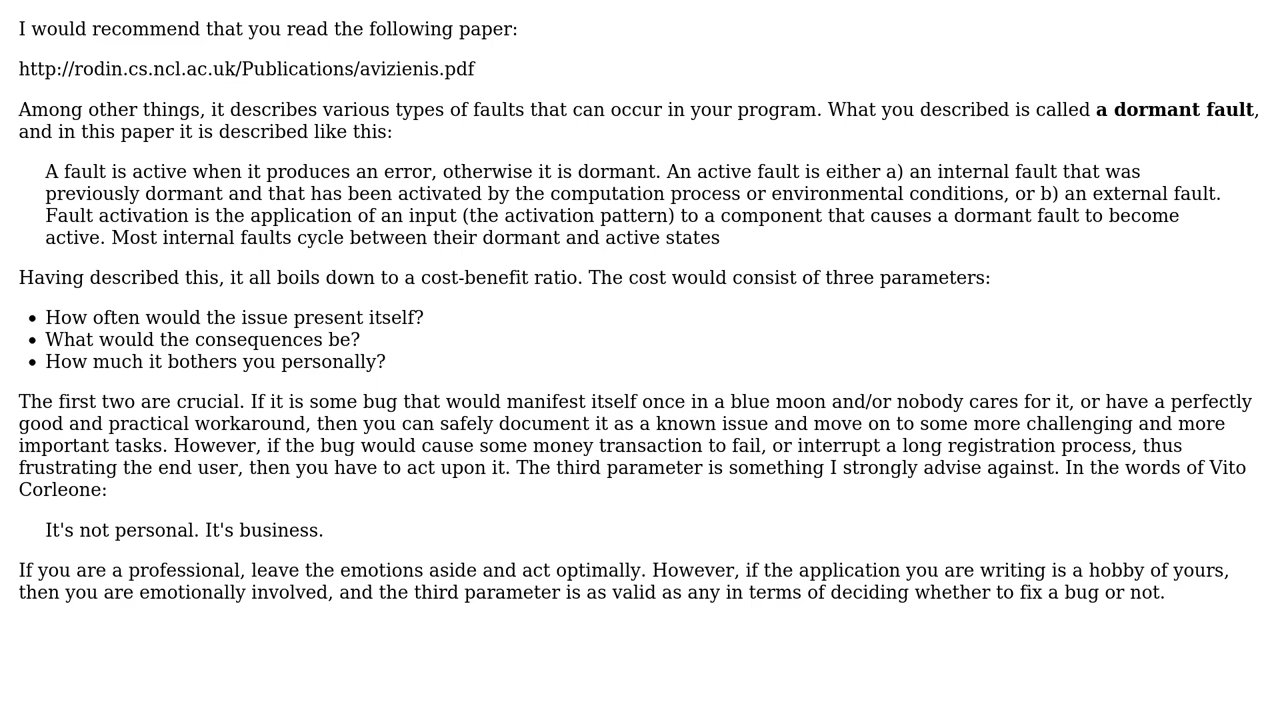 I would recommend that you read the following paper:
http://rodin.cs.ncl.ac.uk/Publications/avizienis.pdf
Among other things, it describes various types of faults that can occur in your program. What you described is called a dormant fault,
and in this paper it is described like this:
A fault is active when it produces an error, otherwise it is dormant. An active fault is either a) an internal fault that was
previously dormant and that has been activated by the computation process or environmental conditions, or b) an external fault.
Fault activation is the application of an input (the activation pattern) to a component that causes a dormant fault to become
active. Most internal faults cycle between their dormant and active states
Having described this, it all boils down to a cost-benefit ratio. The cost would consist of three parameters:
• How often would the issue present itself?
• What would the consequences be?
• How much it bothers you personally?
The first two are crucial. If it is some bug that would manifest itself once in a blue moon and/or nobody cares for it, or have a perfectly
good and practical workaround, then you can safely document it as a known issue and move on to some more challenging and more
important tasks. However, if the bug would cause some money transaction to fail, or interrupt a long registration process, thus
frustrating the end user, then you have to act upon it. The third parameter is something I strongly advise against. In the words of Vito
Corleone:
It's not personal. It's business.
If you are a professional, leave the emotions aside and act optimally. However, if the application you are writing is a hobby of yours,
then you are emotionally involved, and the third parameter is as valid as any in terms of deciding whether to fix a bug or not.